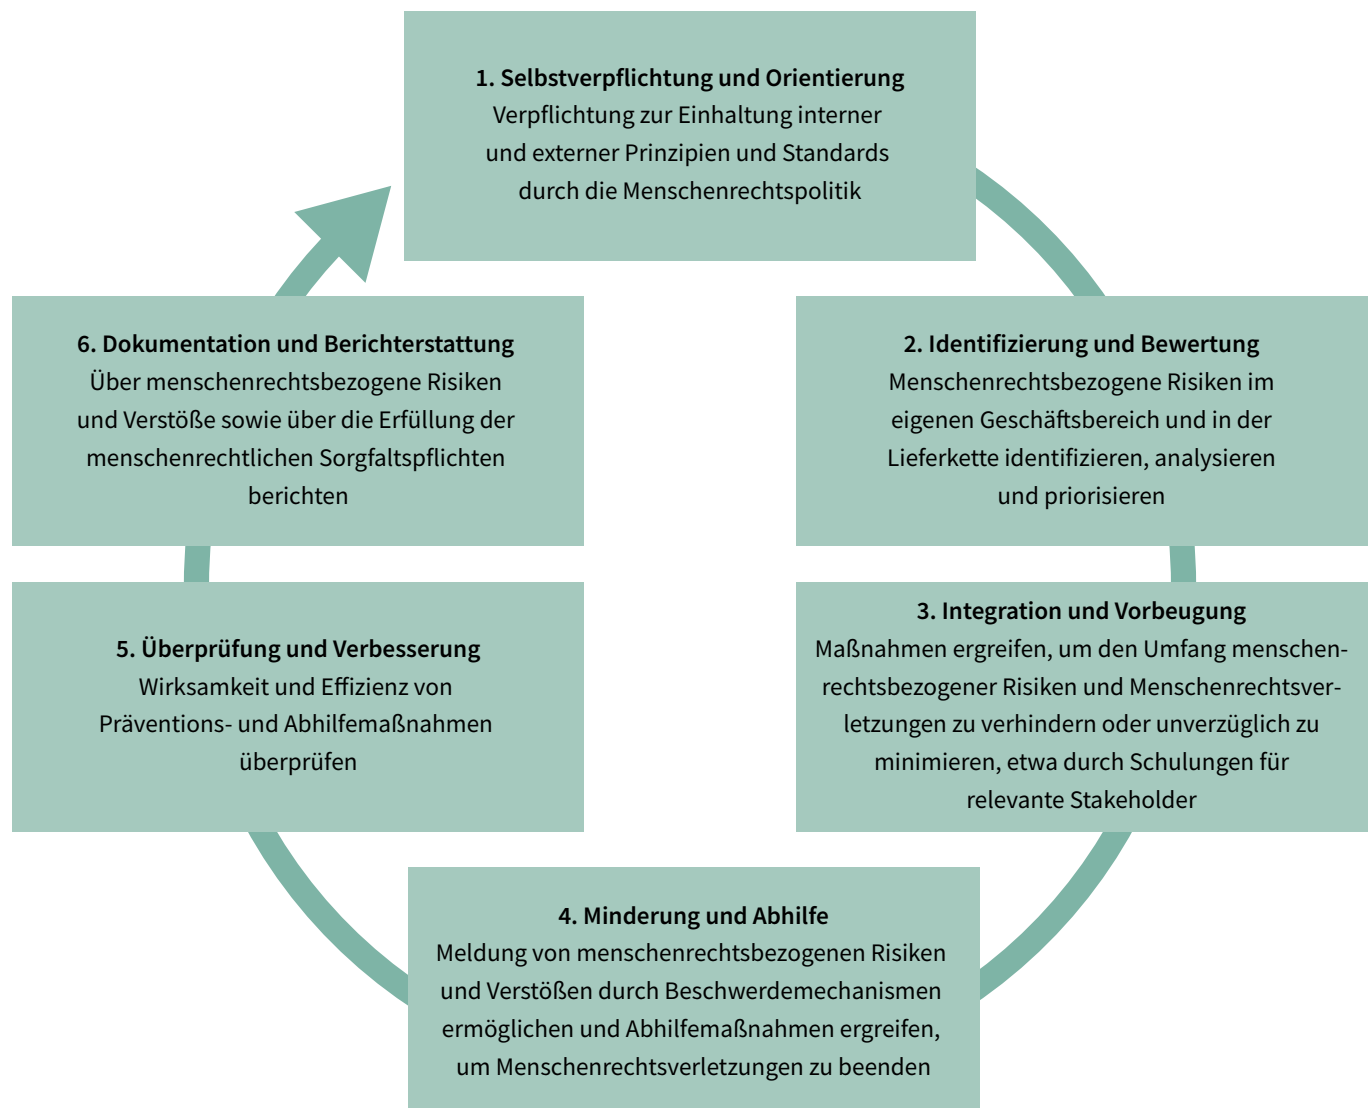 1. Selbstverpflichtung und Orientierung
Verpflichtung zur Einhaltung interner
und externer Prinzipien und Standards
durch die Menschenrechtspolitik
2. Identifizierung und Bewertung
Menschenrechtsbezogene Risiken im
eigenen Geschäftsbereich und in der
Lieferkette identifizieren, analysieren
und priorisieren
3. Integration und Vorbeugung
Maßnahmen ergreifen, um den Umfang menschen-
rechtsbezogener Risiken und Menschenrechtsver-
letzungen zu verhindern oder unverzüglich zu
minimieren, etwa durch Schulungen für
relevante Stakeholder
4. Minderung und Abhilfe
Meldung von menschenrechtsbezogenen Risiken
und Verstößen durch Beschwerdemechanismen
ermöglichen und Abhilfemaßnahmen ergreifen,
um Menschenrechtsverletzungen zu beenden
5. Überprüfung und Verbesserung
Wirksamkeit und Effizienz von
Präventions- und Abhilfemaßnahmen
überprüfen
6. Dokumentation und Berichterstattung
Über menschenrechtsbezogene Risiken
und Verstöße sowie über die Erfüllung der
menschenrechtlichen Sorgfaltspflichten
berichten